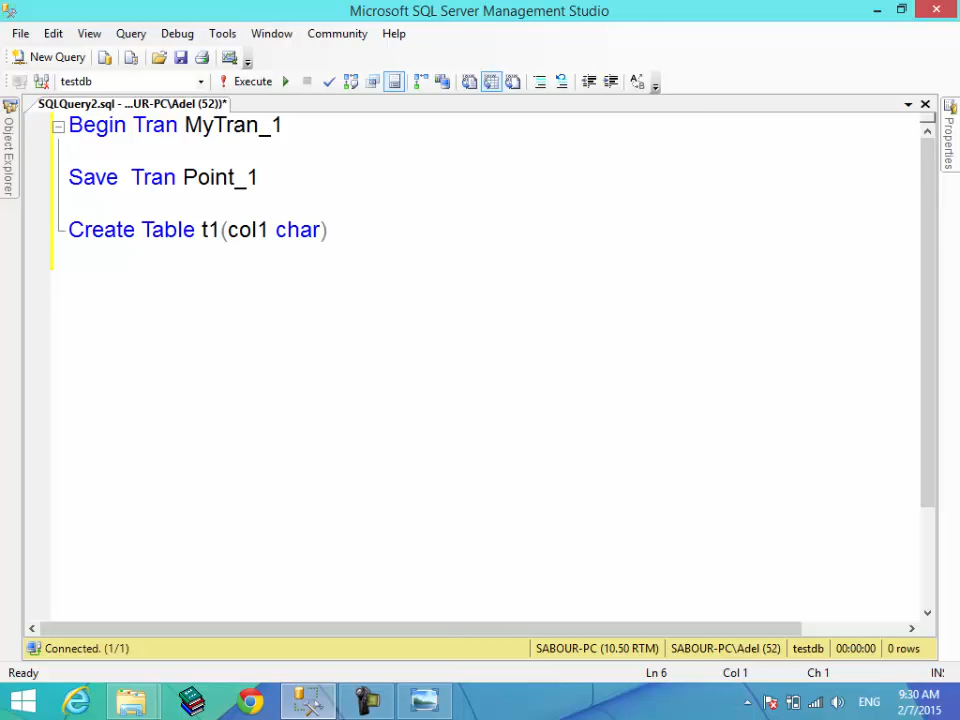 Microsoft SQL Server Management Studio
File Edit View Query Debug Tools Window Community Help
New Query
testdb Execute
SQLQuery2.sql - ...UR-PC\Adel (52))*
Object Explorer
Properties
Begin Tran MyTran_1
Save  Tran Point_1
Create Table t1(col1 char)
Connected. (1/1) SABOUR-PC (10.50 RTM) SABOUR-PC\Adel (52) testdb 00:00:00 0 rows
Ready Ln 6 Col 1 Ch 1 IN:
ENG 9:30 AM
2/7/2015